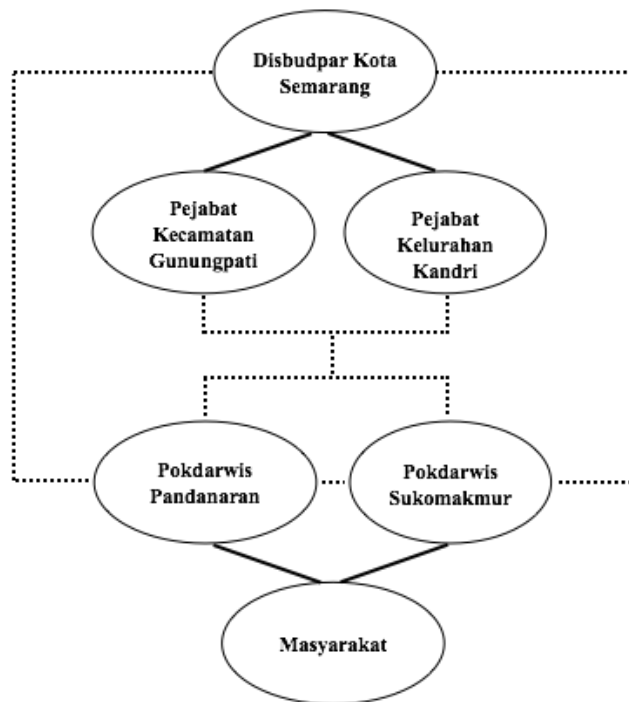 Disbudpar Kota
Semarang
Pejabat
Kecamatan
Gunungpati
Pejabat
Kelurahan
Kandri
Pokdarwis
Pandanaran
Pokdarwis
Sukomakmur
Masyarakat